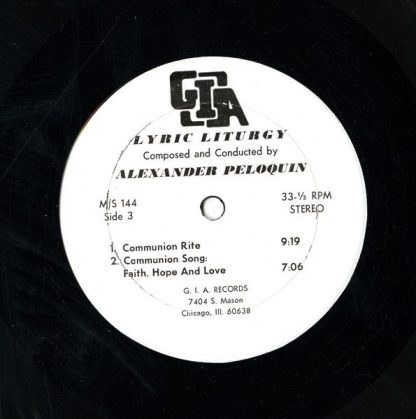 GIA
LYRIC LITURGY
Composed and Conducted by
ALEXANDER PELOQUIN
M/S 144
Side 3
33-⅓ RPM
STEREO
1. Communion Rite 9:19
2. Communion Song:
Faith, Hope And Love 7:06
G. I. A. RECORDS
7404 S. Mason
Chicago, Ill. 60638